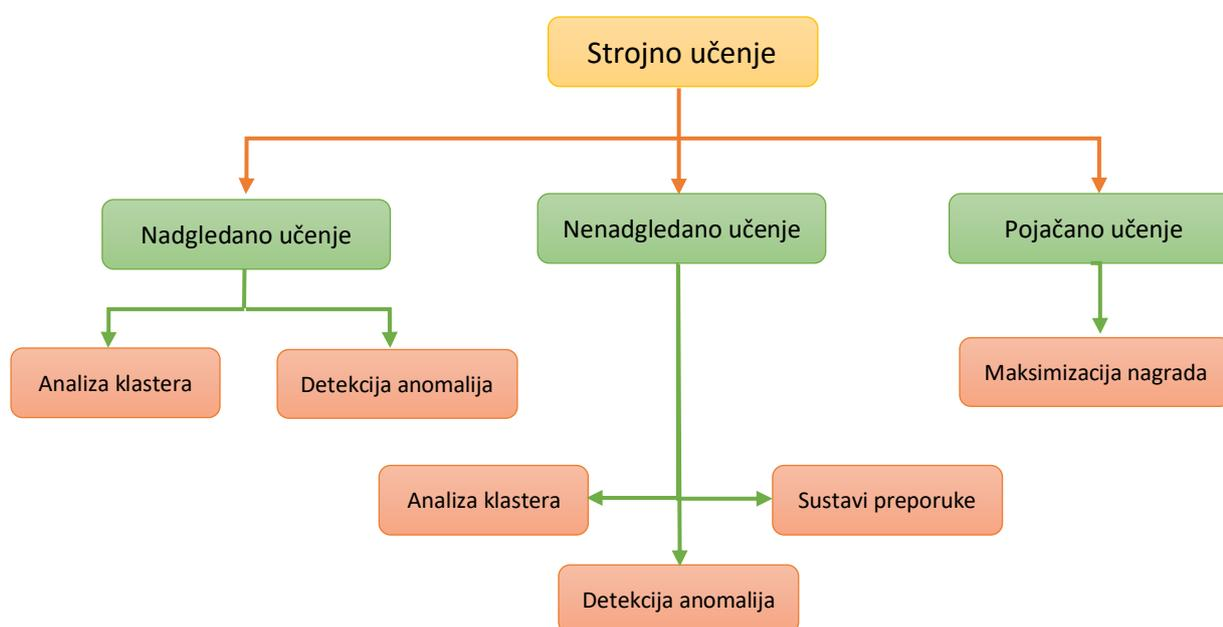 Strojno učenje
Nadgledano učenje
Nenadgledano učenje
Pojačano učenje
Analiza klastera
Detekcija anomalija
Maksimizacija nagrada
Analiza klastera
Sustavi preporuke
Detekcija anomalija